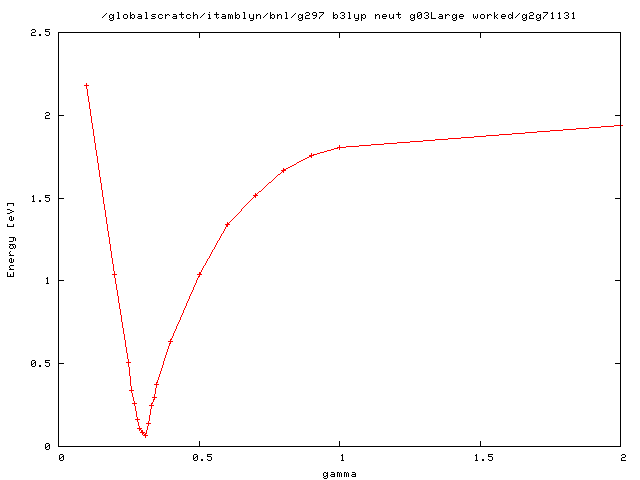 /globalscratch/itamblyn/bnl/g297 b3lyp neut g03Large worked/g2g71131
2.5
2
1.5
1
0.5
0
Energy [eV]
0 0.5 1 1.5 2
gamma